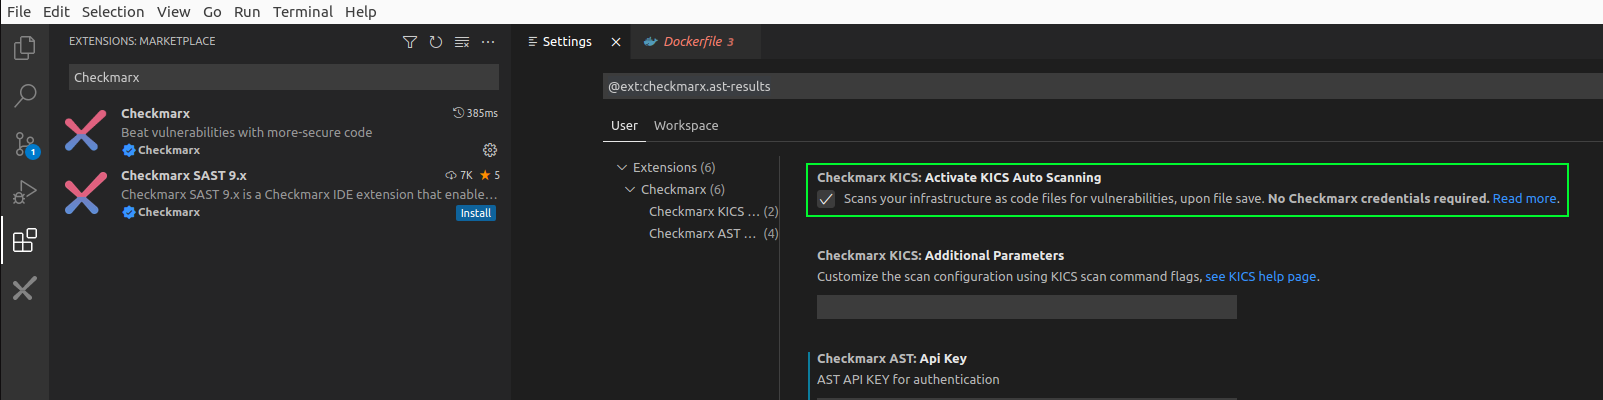 File Edit Selection View Go Run Terminal Help
EXTENSIONS: MARKETPLACE
Settings
Dockerfile 3
Checkmarx
@ext:checkmarx.ast-results
Checkmarx 385ms
Beat vulnerabilities with more-secure code
Checkmarx
User Workspace
1
Checkmarx SAST 9.x 7K 5
Checkmarx SAST 9.x is a Checkmarx IDE extension that enable...
Checkmarx Install
Extensions (6)
Checkmarx (6)
Checkmarx KICS ... (2)
Checkmarx AST ... (4)
Checkmarx KICS: Activate KICS Auto Scanning
Scans your infrastructure as code files for vulnerabilities, upon file save. No Checkmarx credentials required. Read more.
Checkmarx KICS: Additional Parameters
Customize the scan configuration using KICS scan command flags, see KICS help page.
Checkmarx AST: Api Key
AST API KEY for authentication